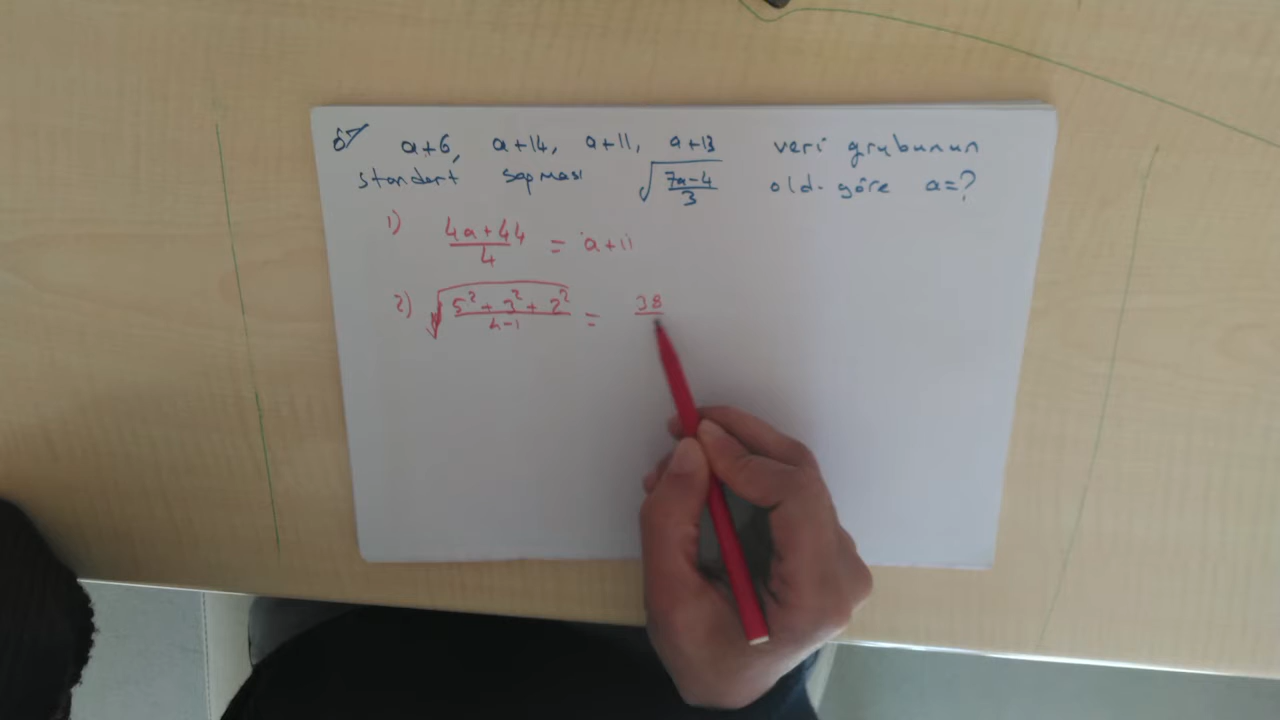 ör a+6, a+14, a+11, a+13 veri grubunun
standart sapması √((7a-4)/3) old. göre a=?
1) (4a+44)/4 = a+11
2) √((5²+3²+2²)/(4-1)) = 38